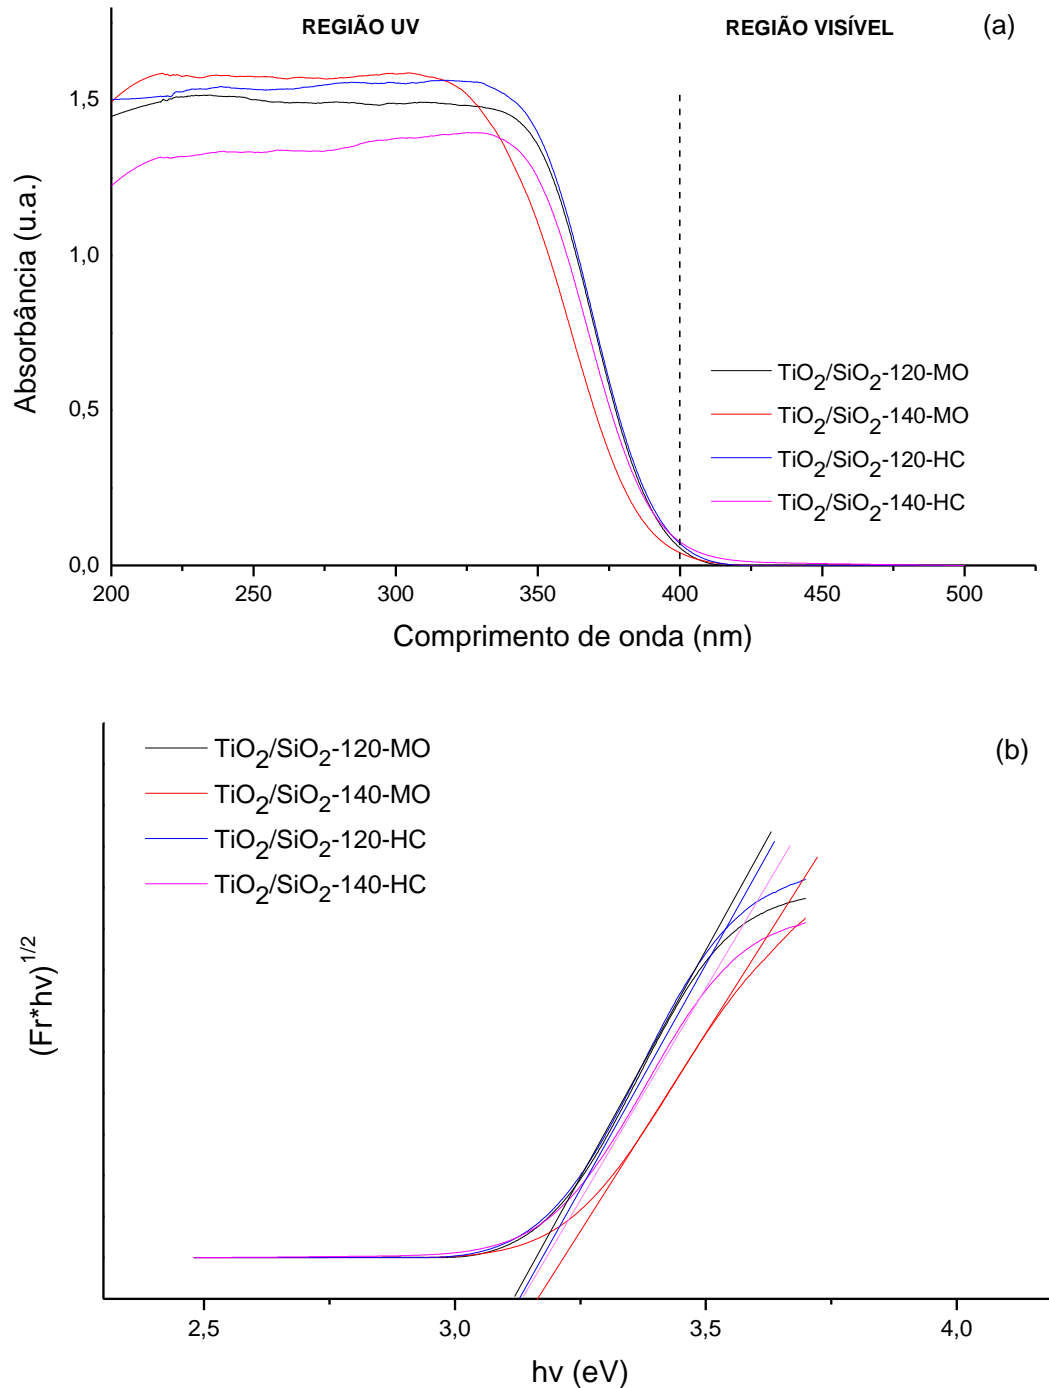 REGIÃO UV
REGIÃO VISÍVEL
(a)
1,5
1,0
0,5
0,0
Absorbância (u.a.)
TiO2/SiO2-120-MO
TiO2/SiO2-140-MO
TiO2/SiO2-120-HC
TiO2/SiO2-140-HC
200 250 300 350 400 450 500
Comprimento de onda (nm)
TiO2/SiO2-120-MO
TiO2/SiO2-140-MO
TiO2/SiO2-120-HC
TiO2/SiO2-140-HC
(b)
(Fr*hv)1/2
2,5 3,0 3,5 4,0
hv (eV)